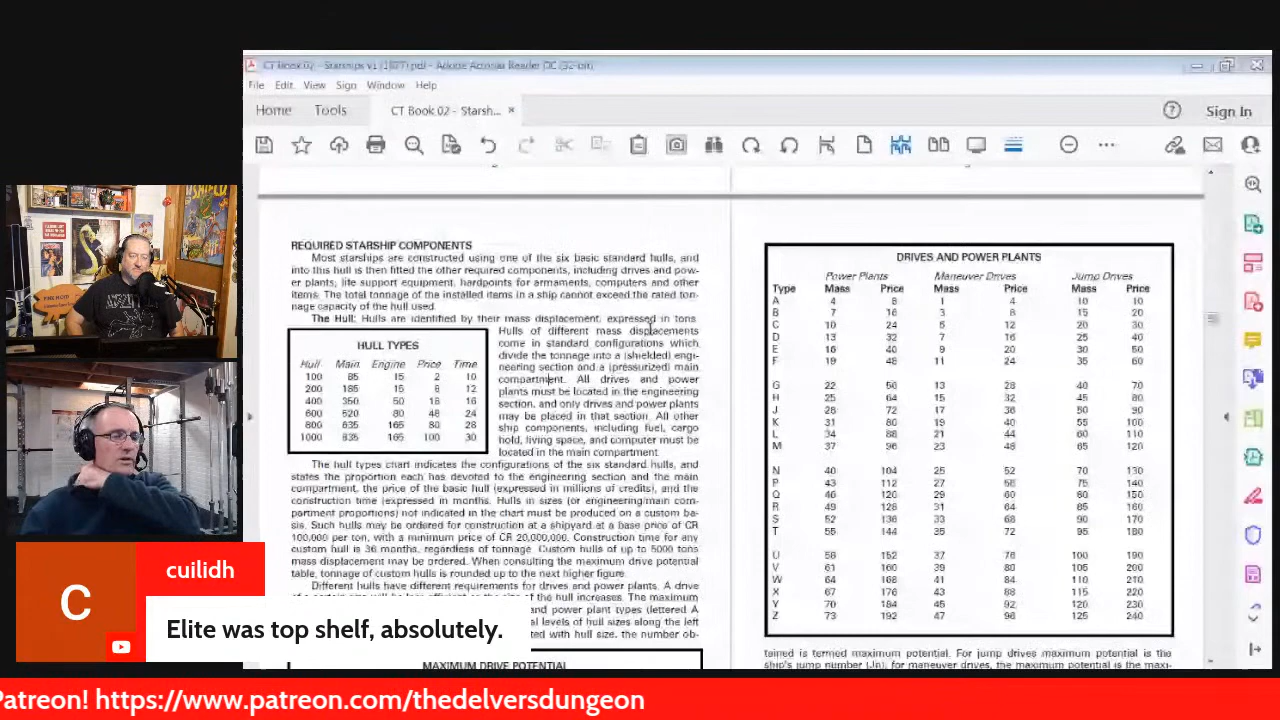 CT Book 02 - Starships v1 (1977).pdf - Adobe Acrobat Reader DC (32-bit)
File Edit View Sign Window Help
Home Tools CT Book 02 - Starsh... × Sign In
REQUIRED STARSHIP COMPONENTS
Most starships are constructed using one of the six basic standard hulls, and
into this hull is then fitted the other required components, including drives and pow-
er plants, life support equipment, hardpoints for armaments, computers and other
items. The total tonnage of the installed items in a ship cannot exceed the rated ton-
nage capacity of the hull used.
The Hull: Hulls are identified by their mass displacement, expressed in tons.
Hulls of different mass displacements
come in standard configurations which
divide the tonnage into a (shielded) engi-
neering section and a (pressurized) main
compartment. All drives and power
plants must be located in the engineering
section, and only drives and power plants
may be placed in that section. All other
ship components, including fuel, cargo
hold, living space, and computer must be
located in the main compartment.
HULL TYPES
Hull Main Engine Price Time
100 85 15 2 10
200 185 15 8 12
400 350 50 16 16
600 520 80 48 24
800 635 165 80 28
1000 835 165 100 30
The hull types chart indicates the configurations of the six standard hulls, and
states the proportion each has devoted to the engineering section and the main
compartment, the price of the basic hull (expressed in millions of credits), and the
construction time (expressed in months. Hulls in sizes (or engineering/main com-
partment proportions) not indicated in the chart must be produced on a custom ba-
sis. Such hulls may be ordered for construction at a shipyard at a base price of CR
100,000 per ton, with a minimum price of CR 20,000,000. Construction time for any
custom hull is 36 months, regardless of tonnage. Custom hulls of up to 5000 tons
mass displacement may be ordered. When consulting the maximum drive potential
table, tonnage of custom hulls is rounded up to the next higher figure.
Different hulls have different requirements for drives and power plants. A drive
of the hull increases. The maximum
and power plant types (lettered A
al levels of hull sizes along the left
ted with hull size, the number ob-
MAXIMUM DRIVE POTENTIAL
DRIVES AND POWER PLANTS
Power Plants Maneuver Drives Jump Drives
Type Mass Price Mass Price Mass Price
A 4 8 1 4 10 10
B 7 16 3 8 15 20
C 10 24 5 12 20 30
D 13 32 7 16 25 40
E 16 40 9 20 30 50
F 19 48 11 24 35 60
G 22 56 13 28 40 70
H 25 64 15 32 45 80
J 28 72 17 36 50 90
K 31 80 19 40 55 100
L 34 88 21 44 60 110
M 37 96 23 48 65 120
N 40 104 25 52 70 130
P 43 112 27 56 75 140
Q 46 120 29 60 80 150
R 49 128 31 64 85 160
S 52 136 33 68 90 170
T 55 144 35 72 95 180
U 58 152 37 76 100 190
V 61 160 39 80 105 200
W 64 168 41 84 110 210
X 67 176 43 88 115 220
Y 70 184 45 92 120 230
Z 73 192 47 96 125 240
tained is termed maximum potential. For jump drives maximum potential is the
ship's jump number (Jn), for maneuver drives, the maximum potential is the maxi-
C
cuilidh
Elite was top shelf, absolutely.
Patreon! https://www.patreon.com/thedelversdungeon